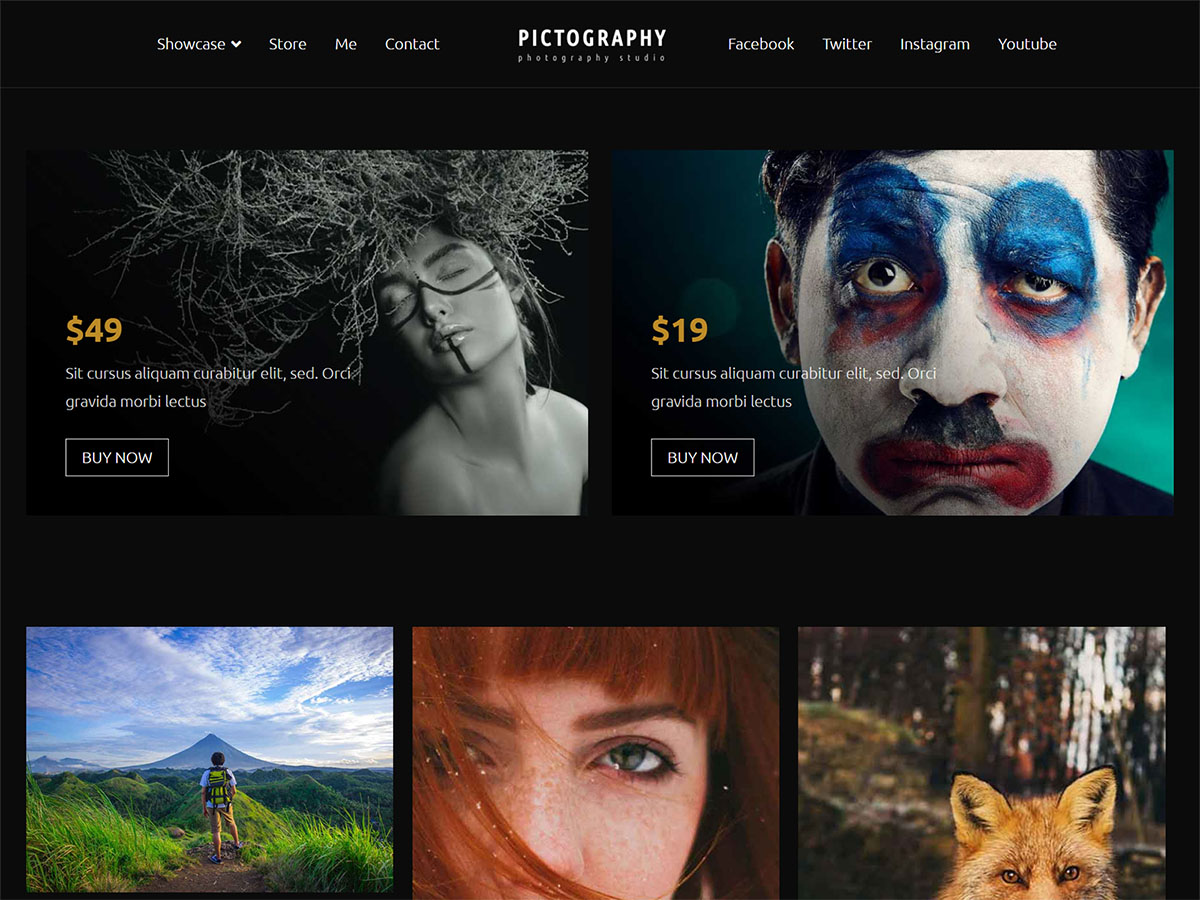 Showcase Store Me Contact
PICTOGRAPHY
photography studio
Facebook Twitter Instagram Youtube
$49
Sit cursus aliquam curabitur elit, sed. Orci
gravida morbi lectus
BUY NOW
$19
Sit cursus aliquam curabitur elit, sed. Orci
gravida morbi lectus
BUY NOW